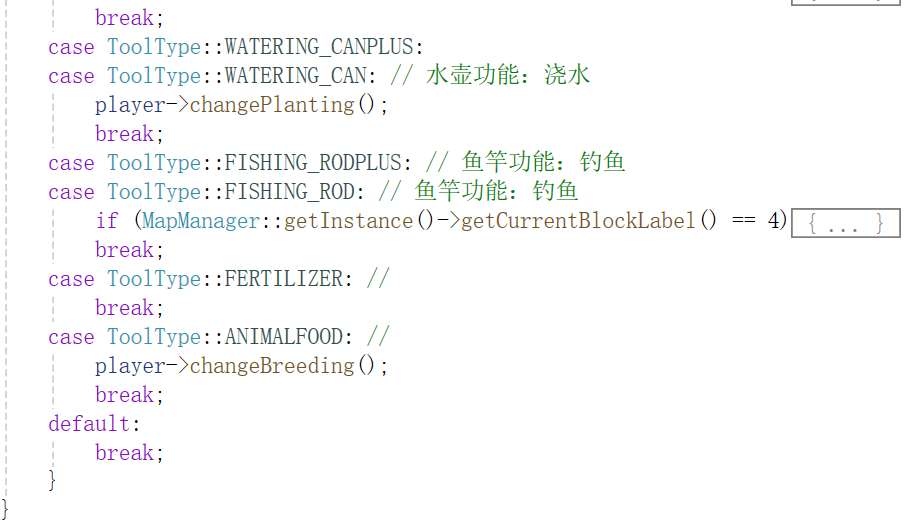 break;
case ToolType::WATERING_CANPLUS:
case ToolType::WATERING_CAN: // 水壶功能：浇水
player->changePlanting();
break;
case ToolType::FISHING_RODPLUS: // 鱼竿功能：钓鱼
case ToolType::FISHING_ROD: // 鱼竿功能：钓鱼
if (MapManager::getInstance()->getCurrentBlockLabel() == 4){ ... }
break;
case ToolType::FERTILIZER: //
break;
case ToolType::ANIMALFOOD: //
player->changeBreeding();
break;
default:
break;
}
}